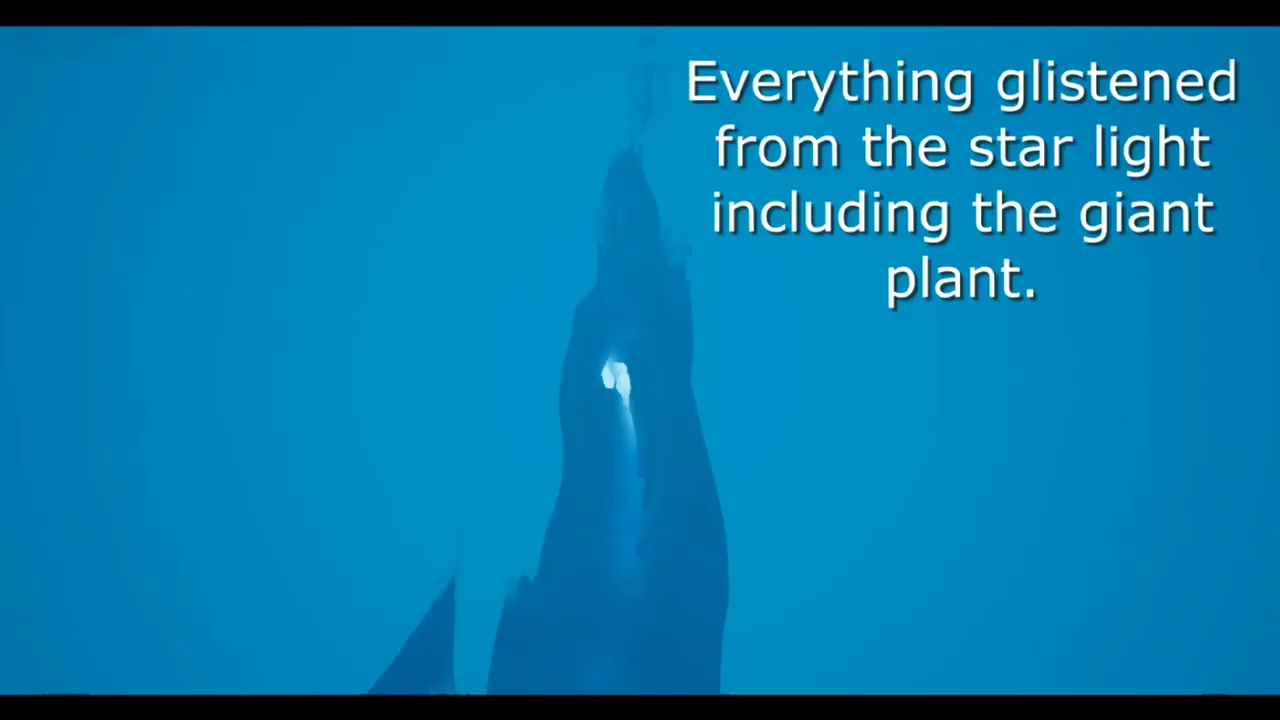 Everything glistened
from the star light
including the giant
plant.